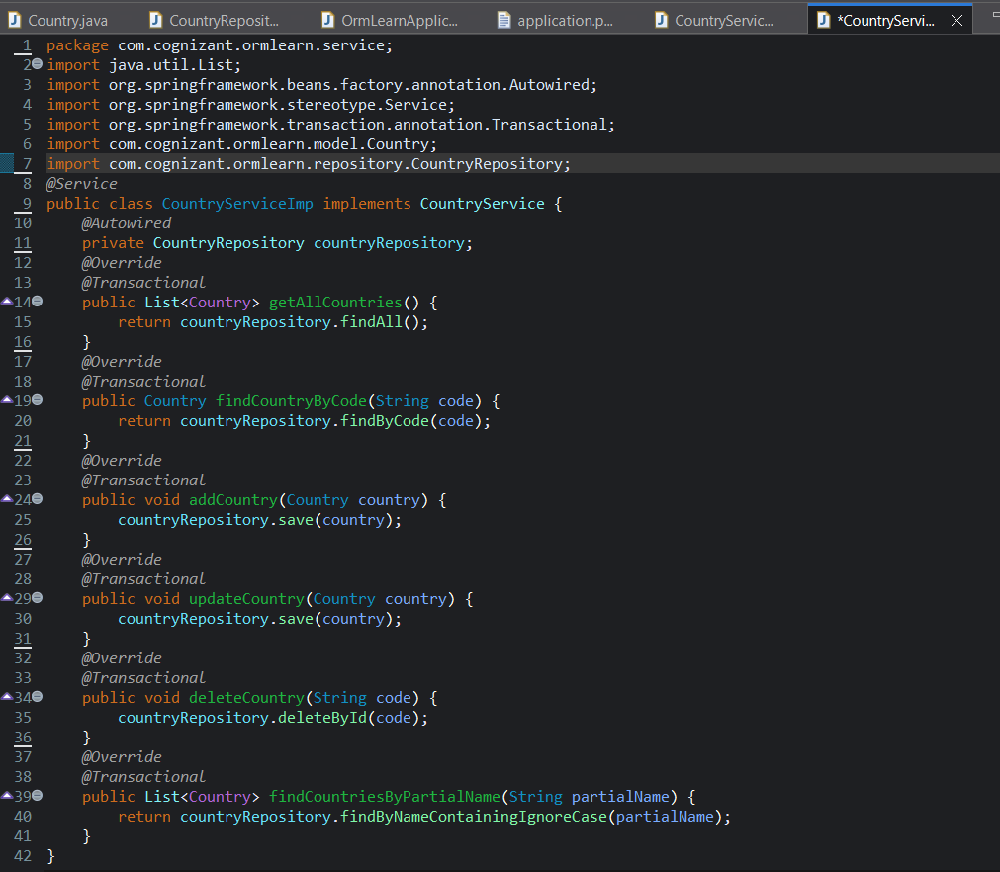 Country.java
CountryReposit...
OrmLearnApplic...
application.p...
CountryServic...
*CountryServi...
1 package com.cognizant.ormlearn.service;
2 import java.util.List;
3 import org.springframework.beans.factory.annotation.Autowired;
4 import org.springframework.stereotype.Service;
5 import org.springframework.transaction.annotation.Transactional;
6 import com.cognizant.ormlearn.model.Country;
7 import com.cognizant.ormlearn.repository.CountryRepository;
8 @Service
9 public class CountryServiceImp implements CountryService {
10     @Autowired
11     private CountryRepository countryRepository;
12     @Override
13     @Transactional
14     public List<Country> getAllCountries() {
15         return countryRepository.findAll();
16     }
17     @Override
18     @Transactional
19     public Country findCountryByCode(String code) {
20         return countryRepository.findByCode(code);
21     }
22     @Override
23     @Transactional
24     public void addCountry(Country country) {
25         countryRepository.save(country);
26     }
27     @Override
28     @Transactional
29     public void updateCountry(Country country) {
30         countryRepository.save(country);
31     }
32     @Override
33     @Transactional
34     public void deleteCountry(String code) {
35         countryRepository.deleteById(code);
36     }
37     @Override
38     @Transactional
39     public List<Country> findCountriesByPartialName(String partialName) {
40         return countryRepository.findByNameContainingIgnoreCase(partialName);
41     }
42 }